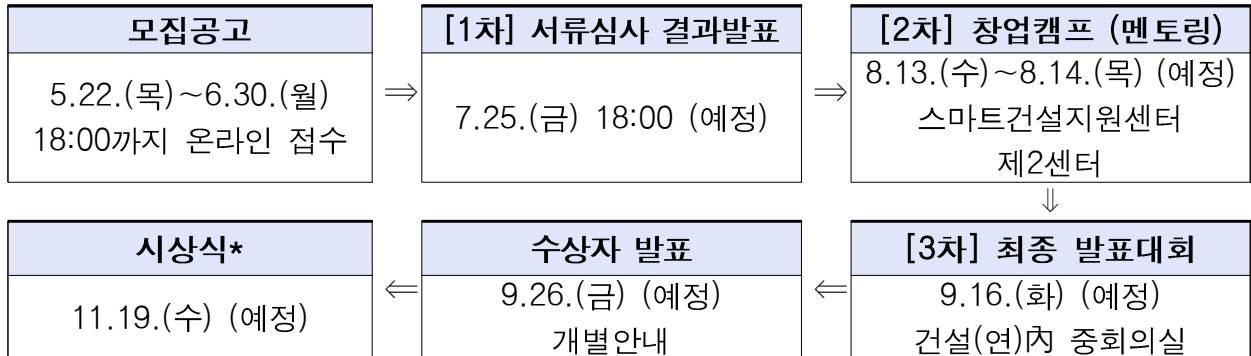 모집공고
5.22.(목)~6.30.(월)
18:00까지 온라인 접수
⇒
[1차] 서류심사 결과발표
7.25.(금) 18:00 (예정)
⇒
[2차] 창업캠프 (멘토링)
8.13.(수)~8.14.(목) (예정)
스마트건설지원센터
제2센터
⇓
[3차] 최종 발표대회
9.16.(화) (예정)
건설(연)內 중회의실
⇐
수상자 발표
9.26.(금) (예정)
개별안내
⇐
시상식*
11.19.(수) (예정)